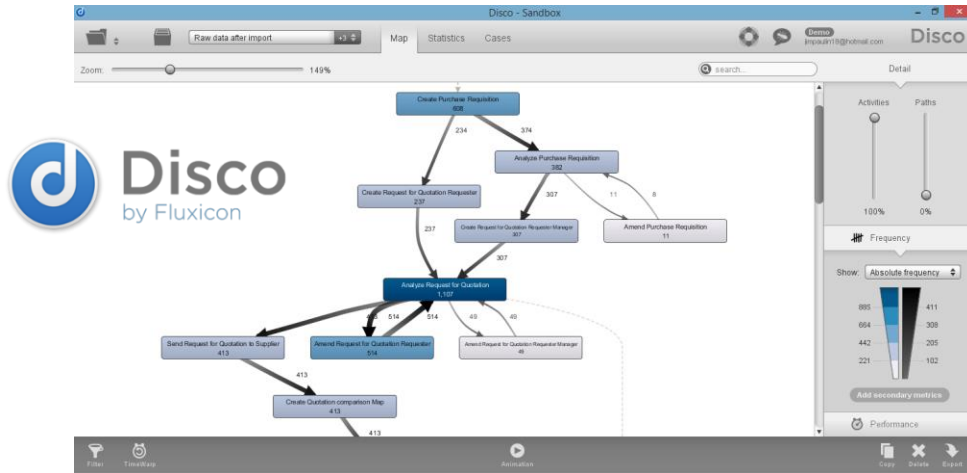 Disco - Sandbox
Raw data after import
+3
Map
Statistics
Cases
Demo
Disco
Zoom:
149%
search...
Detail
Disco
by Fluxicon
Create Purchase Requisition
608
234
374
Analyze Purchase Requisition
382
Create Request for Quotation Requester
237
307
11
Create Request for Quotation Requester Manager
307
Amend Purchase Requisition
11
237
307
Analyze Request for Quotation
1,107
514
514
49
49
Send Request for Quotation to Supplier
413
Amend Request for Quotation Requester
514
Amend Request for Quotation Requester Manager
49
413
Create Quotation comparison Map
413
413
Activities
Paths
100%
0%
Frequency
Show:
Absolute frequency
885
664
442
221
411
308
205
102
Add secondary metrics
Performance
Filter
TimeWarp
Animation
Copy
Delete
Export